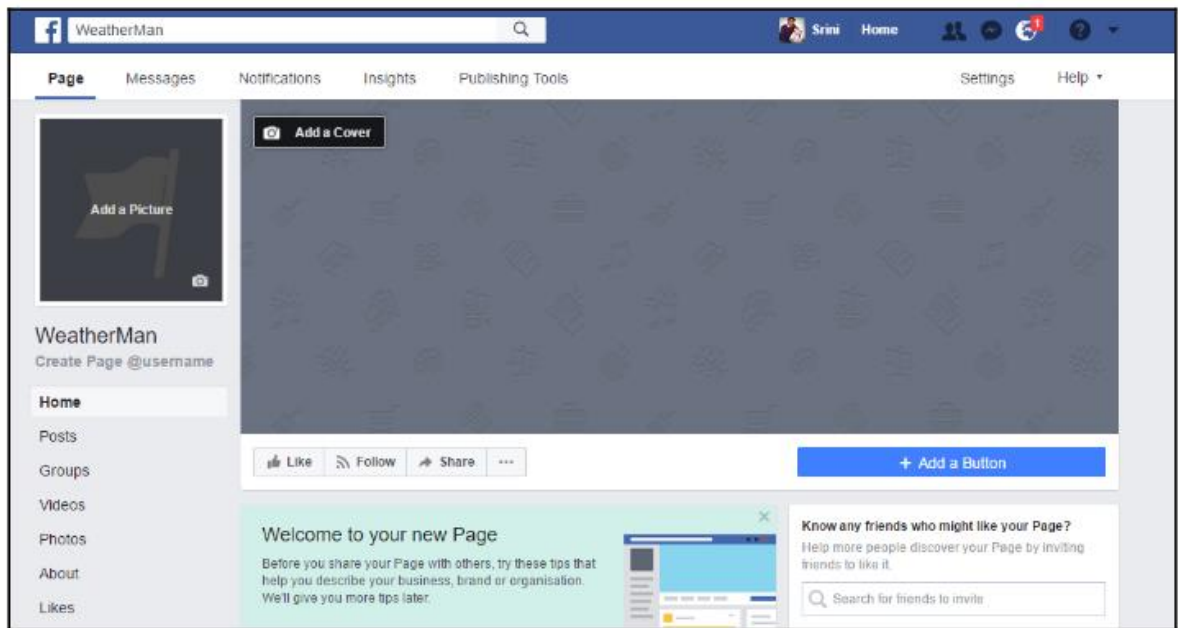 f WeatherMan Srini Home 1 ?
Page Messages Notifications Insights Publishing Tools Settings Help
Add a Cover
Add a Picture
WeatherMan
Create Page @username
Home
Posts
Groups
Videos
Photos
About
Likes
Like Follow Share ... + Add a Button
Welcome to your new Page
Before you share your Page with others, try these tips that
help you describe your business, brand or organisation.
We'll give you more tips later.
Know any friends who might like your Page?
Help more people discover your Page by inviting
friends to like it.
Search for friends to invite